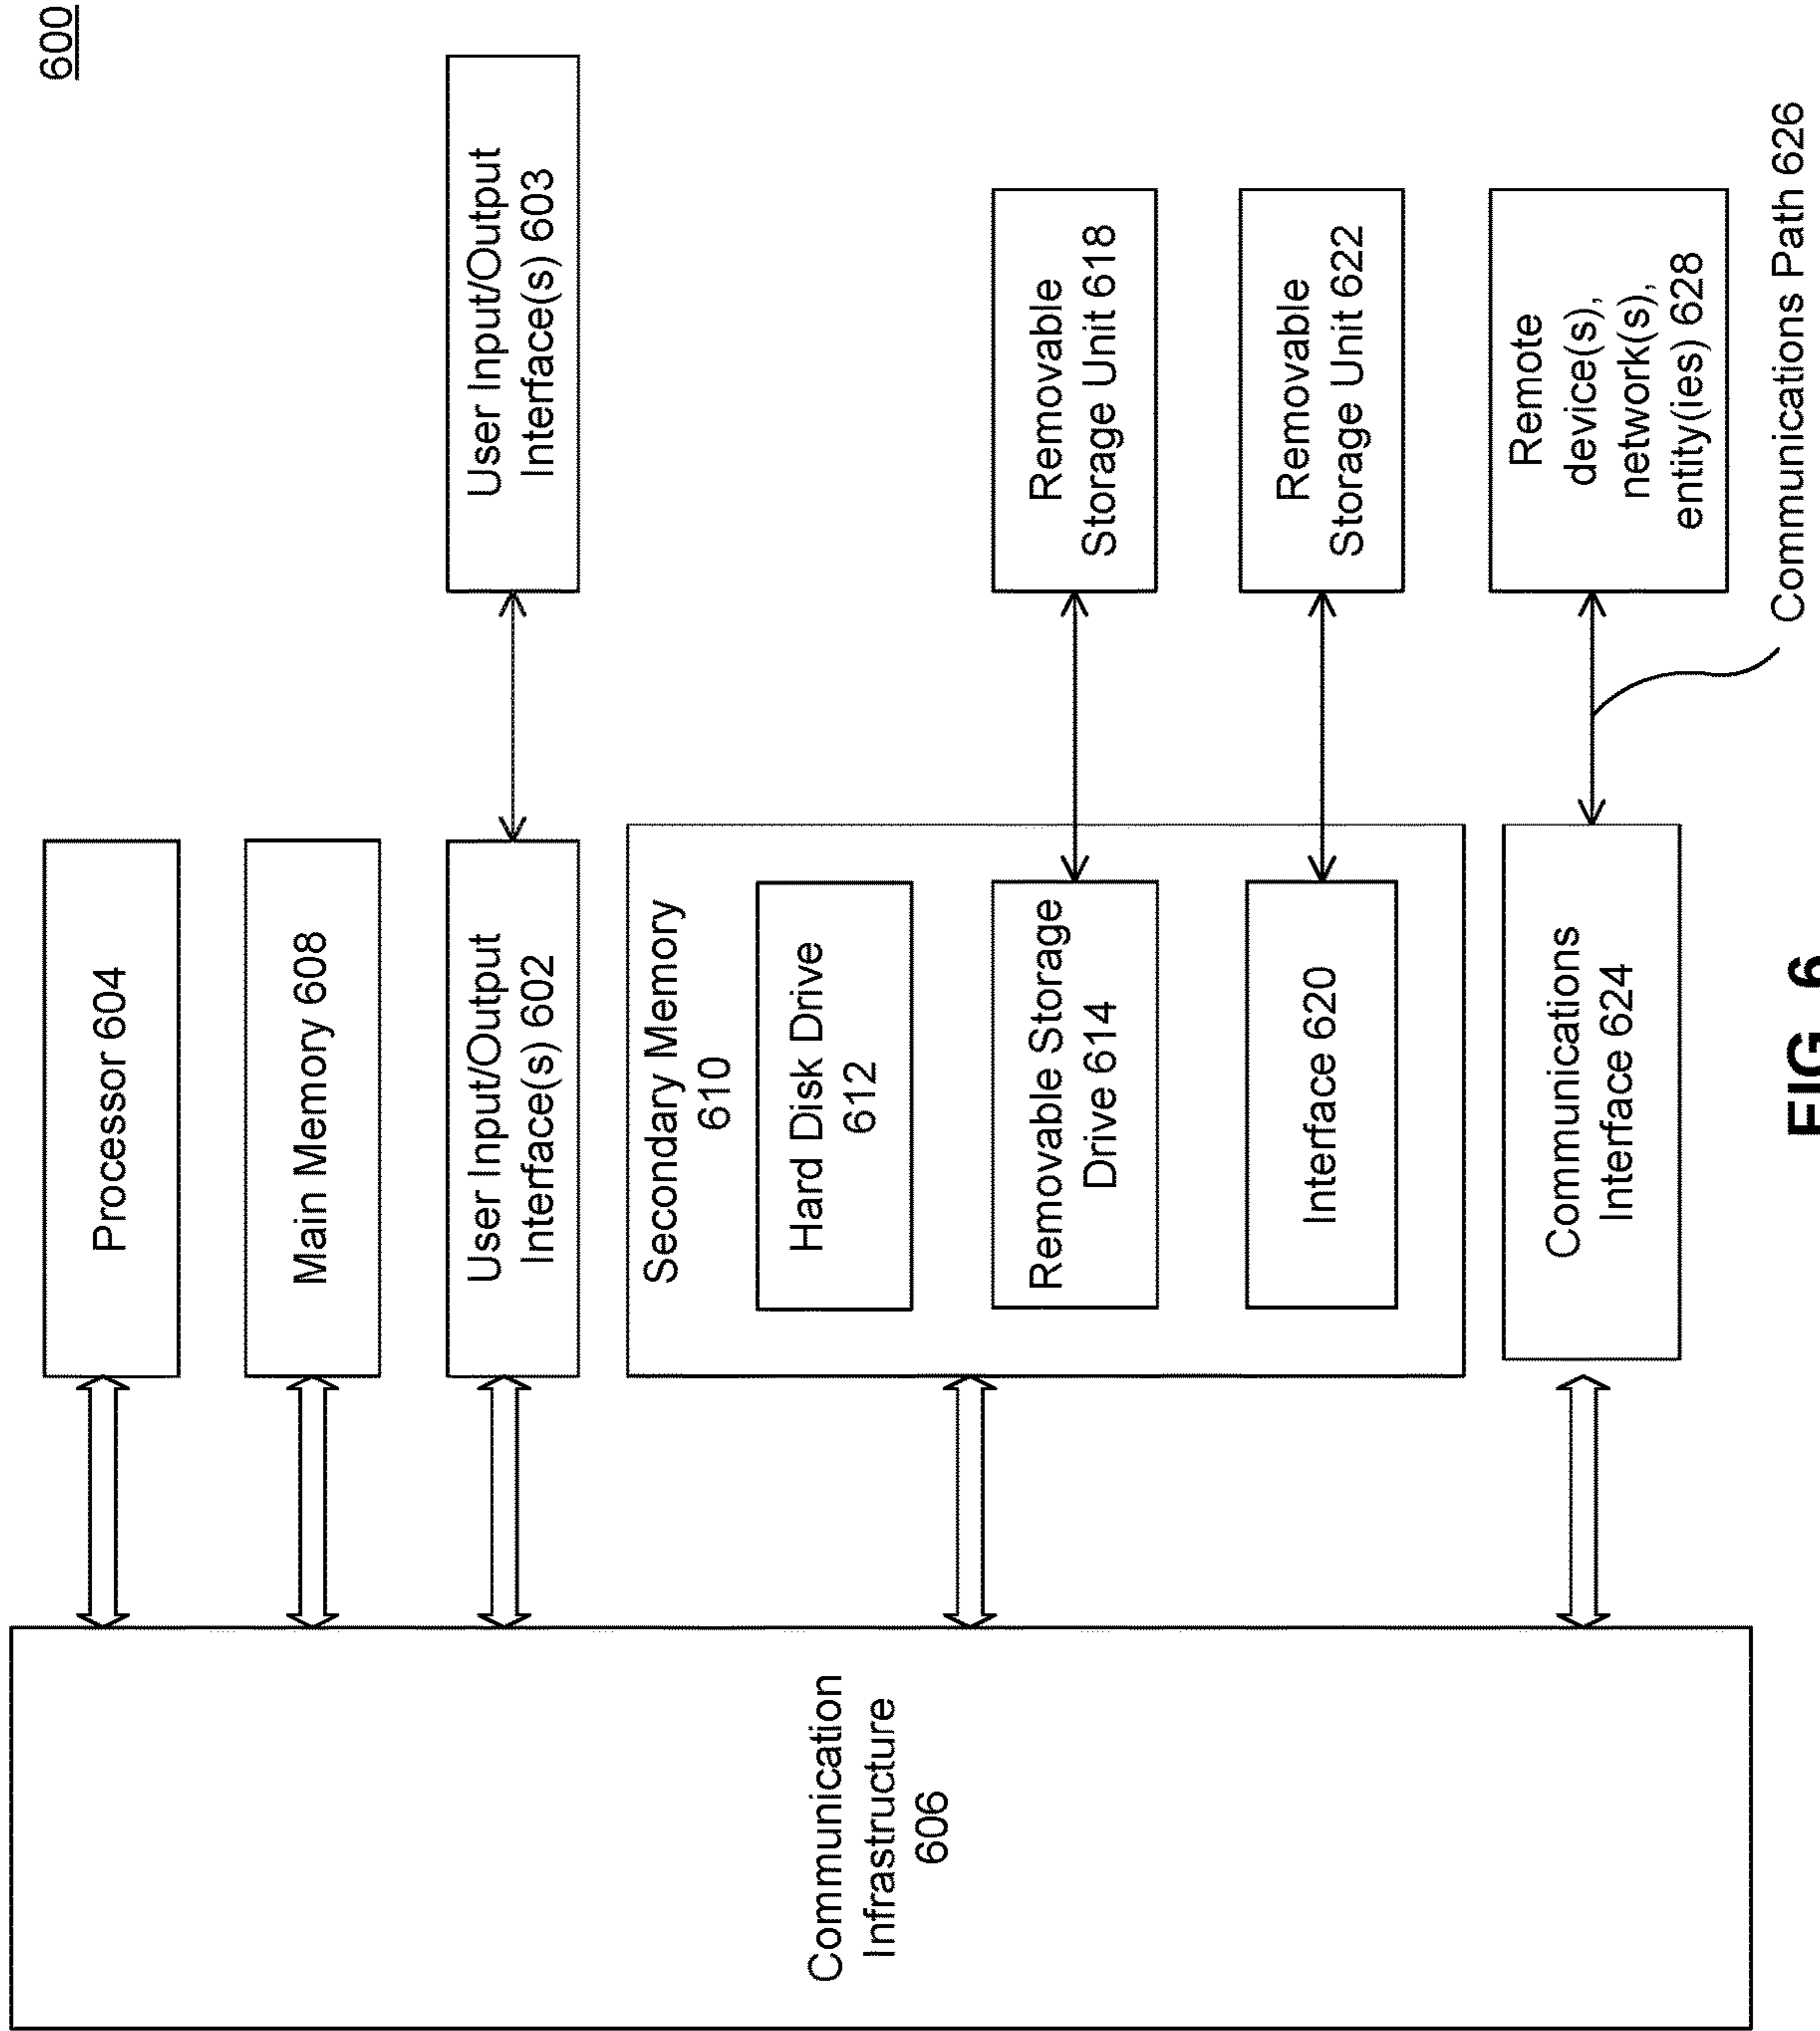 600
Processor 604
Main Memory 608
User Input/Output
Interface(s) 602
User Input/Output
Interface(s) 603
Communication
Infrastructure
606
Secondary Memory
610
Hard Disk Drive
612
Removable Storage
Drive 614
Removable
Storage Unit 618
Interface 620
Removable
Storage Unit 622
Communications
Interface 624
Remote
device(s),
network(s),
entity(ies) 628
Communications Path 626
FIG 6